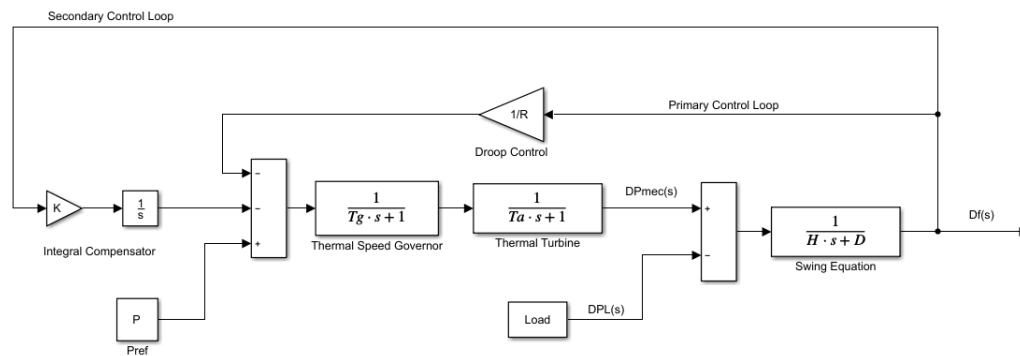 Secondary Control Loop
1/R
Primary Control Loop
Droop Control
−
K
1
s
−
1
Tg · s + 1
1
Ta · s + 1
DPmec(s)
+
1
H · s + D
Df(s)
Integral Compensator
+
Thermal Speed Governor
Thermal Turbine
−
Swing Equation
P
Load
DPL(s)
Pref